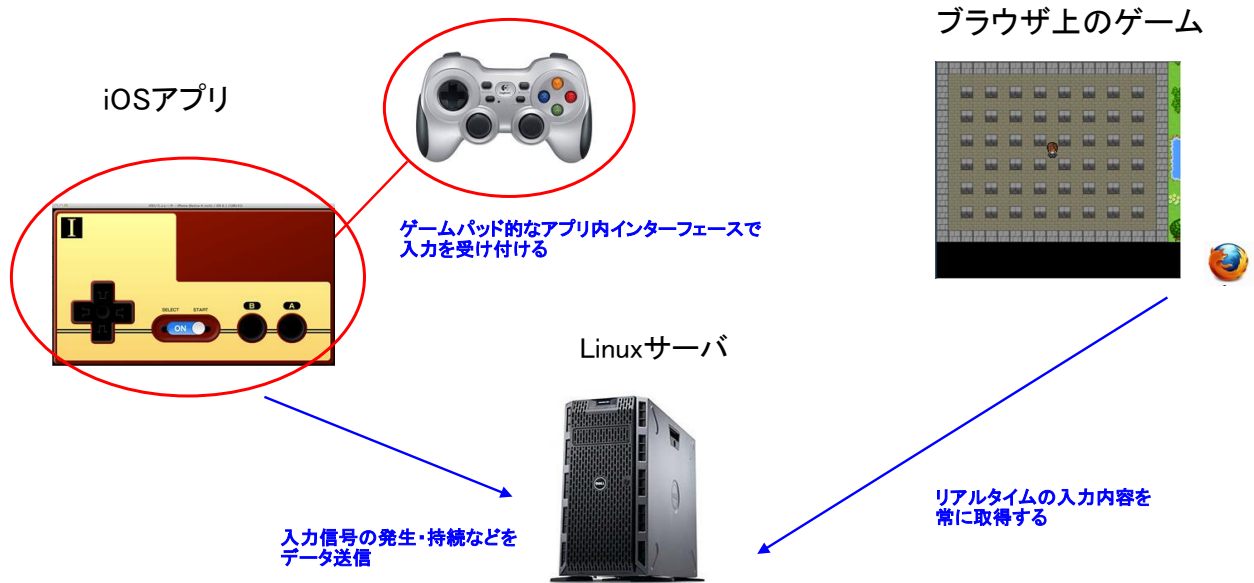 ブラウザ上のゲーム
iOSアプリ
ゲームパッド的なアプリ内インターフェースで
入力を受け付ける
I
SELECT START
B
A
ON
Linuxサーバ
DELL
入力信号の発生・持続などを
データ送信
リアルタイムの入力内容を
常に取得する